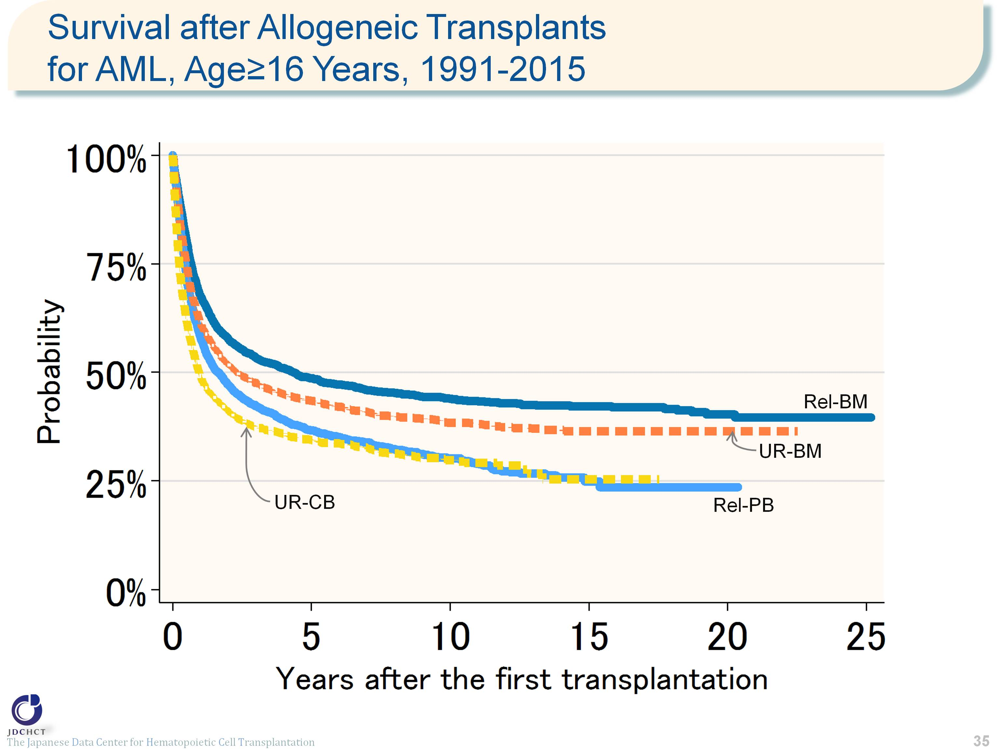 Survival after Allogeneic Transplants
for AML, Age≥16 Years, 1991-2015
100%
75%
50%
25%
0%
Probability
Rel-BM
UR-BM
UR-CB
Rel-PB
0 5 10 15 20 25
Years after the first transplantation
JDCHCT
The Japanese Data Center for Hematopoietic Cell Transplantation
35